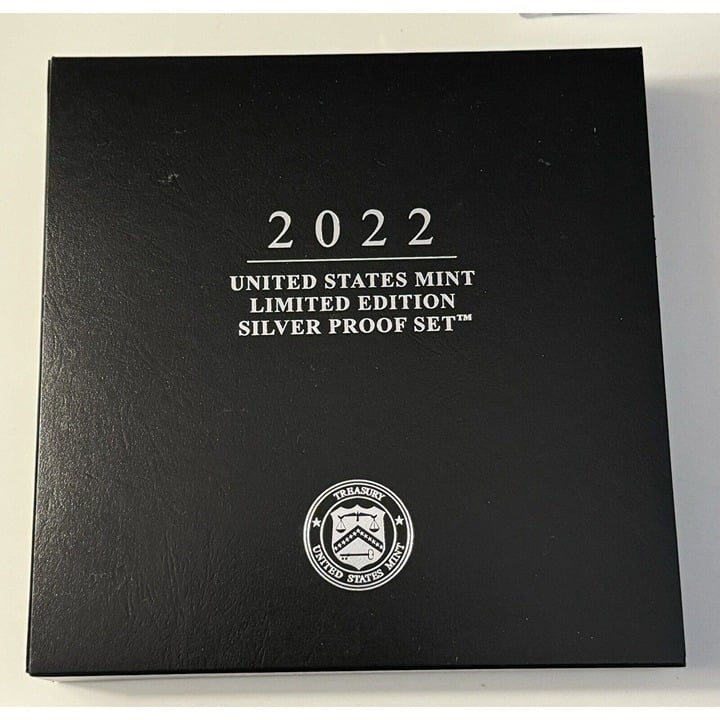 2022
UNITED STATES MINT
LIMITED EDITION
SILVER PROOF SET™
TREASURY
UNITED STATES MINT